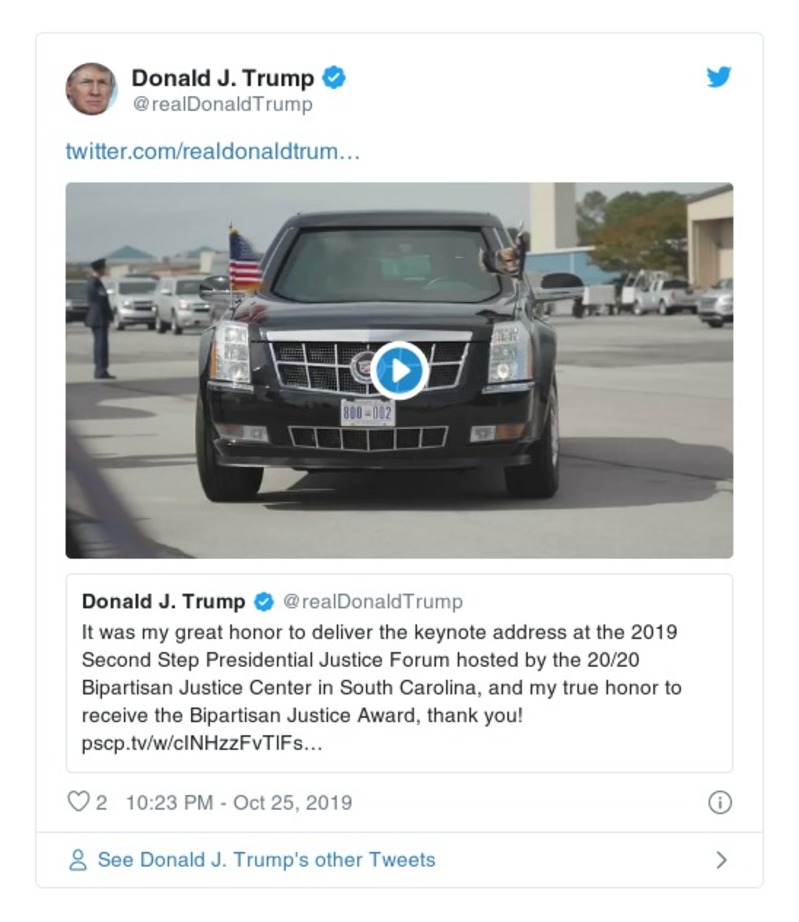 Donald J. Trump
@realDonaldTrump
twitter.com/realdonaldtrum…
800-002
Donald J. Trump @realDonaldTrump
It was my great honor to deliver the keynote address at the 2019
Second Step Presidential Justice Forum hosted by the 20/20
Bipartisan Justice Center in South Carolina, and my true honor to
receive the Bipartisan Justice Award, thank you!
pscp.tv/w/cINHzzFvTlFs…
2 10:23 PM - Oct 25, 2019
See Donald J. Trump's other Tweets